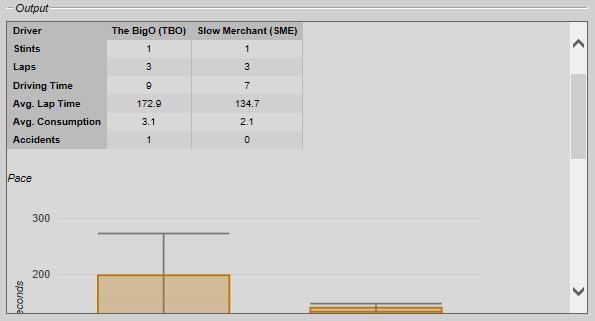 Output
Driver The BigO (TBO) Slow Merchant (SME)
Stints 1 1
Laps 3 3
Driving Time 9 7
Avg. Lap Time 172.9 134.7
Avg. Consumption 3.1 2.1
Accidents 1 0
Pace
300
200